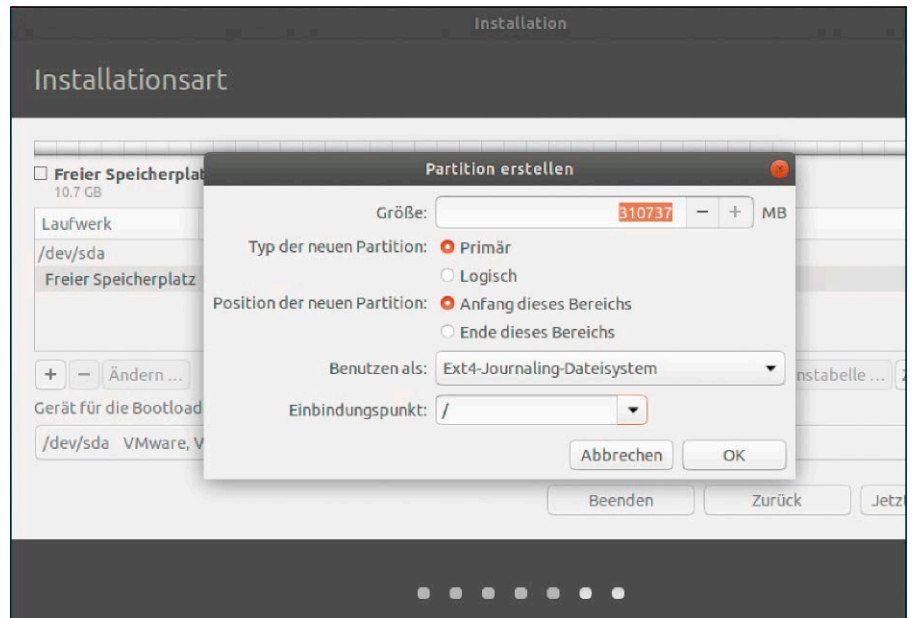 Installation
Installationsart
Freier Speicherplat
10.7 GB
Partition erstellen
Größe: 310737 − + MB
Laufwerk
Typ der neuen Partition: Primär
/dev/sda
Logisch
Freier Speicherplatz
Position der neuen Partition: Anfang dieses Bereichs
Ende dieses Bereichs
Benutzen als: Ext4-Journaling-Dateisystem
+ − Ändern ...
nstabelle ...
Gerät für die Bootload
Einbindungspunkt: /
/dev/sda VMware, V
Abbrechen OK
Beenden Zurück Jetzt